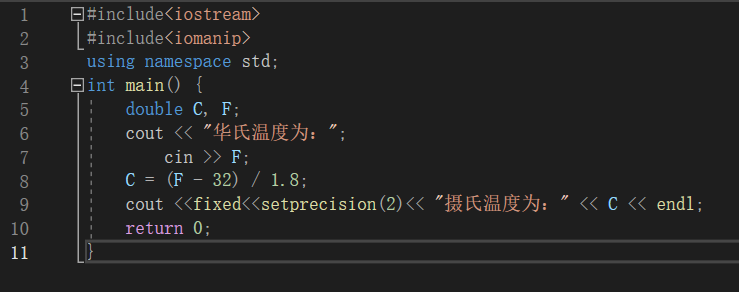 1 #include<iostream>
2 #include<iomanip>
3 using namespace std;
4 int main() {
5 double C, F;
6 cout << "华氏温度为：";
7 cin >> F;
8 C = (F - 32) / 1.8;
9 cout <<fixed<<setprecision(2)<< "摄氏温度为：" << C << endl;
10 return 0;
11 }